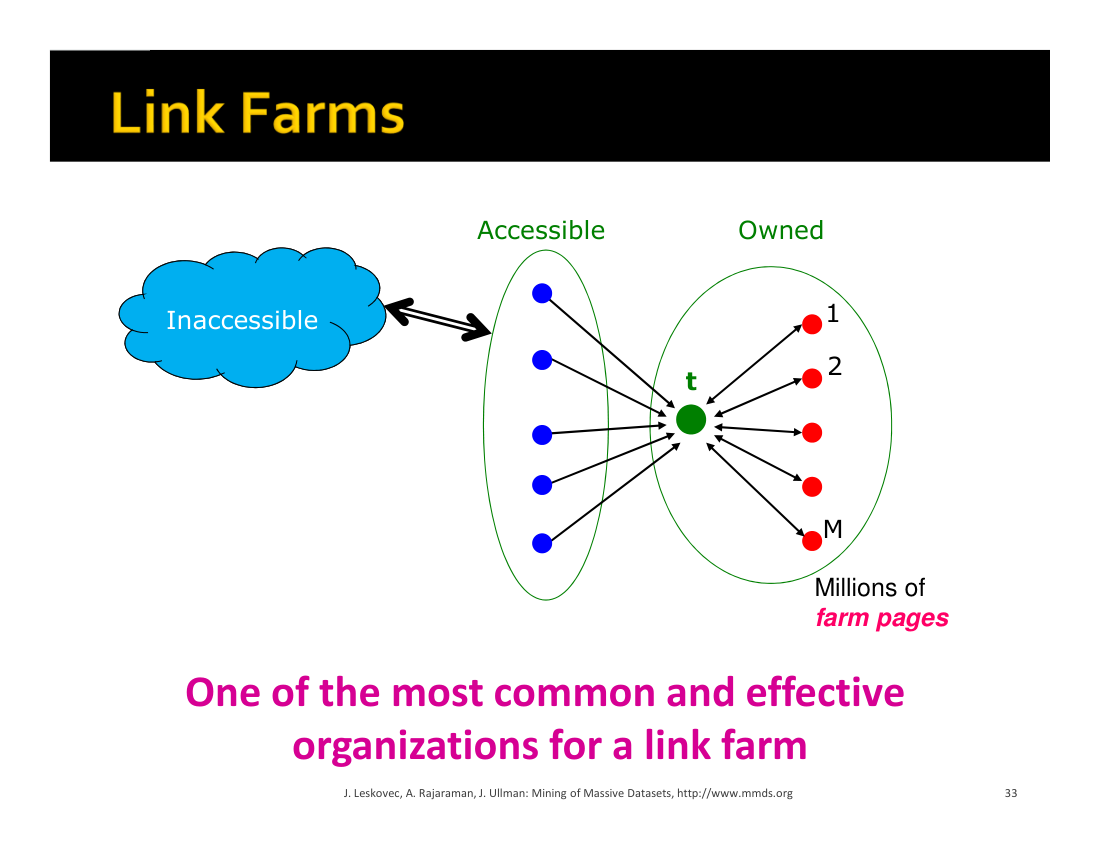 Link Farms
Accessible
Owned
Inaccessible
1
2
t
M
Millions of
farm pages
One of the most common and effective
organizations for a link farm
J. Leskovec, A. Rajaraman, J. Ullman: Mining of Massive Datasets, http://www.mmds.org
33